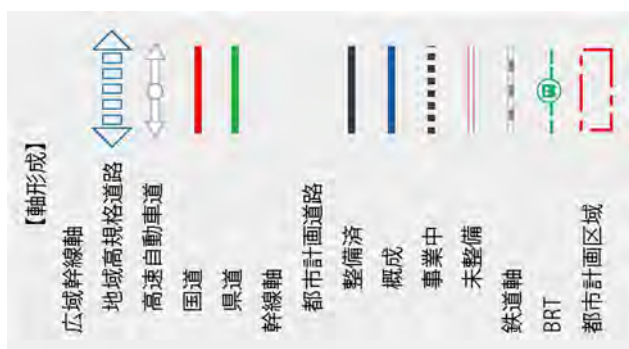 【軸形成】
広域幹線軸
地域高規格道路
高速自動車道
国道
県道
幹線軸
都市計画道路
整備済
概成
事業中
未整備
鉄道軸
BRT
都市計画区域